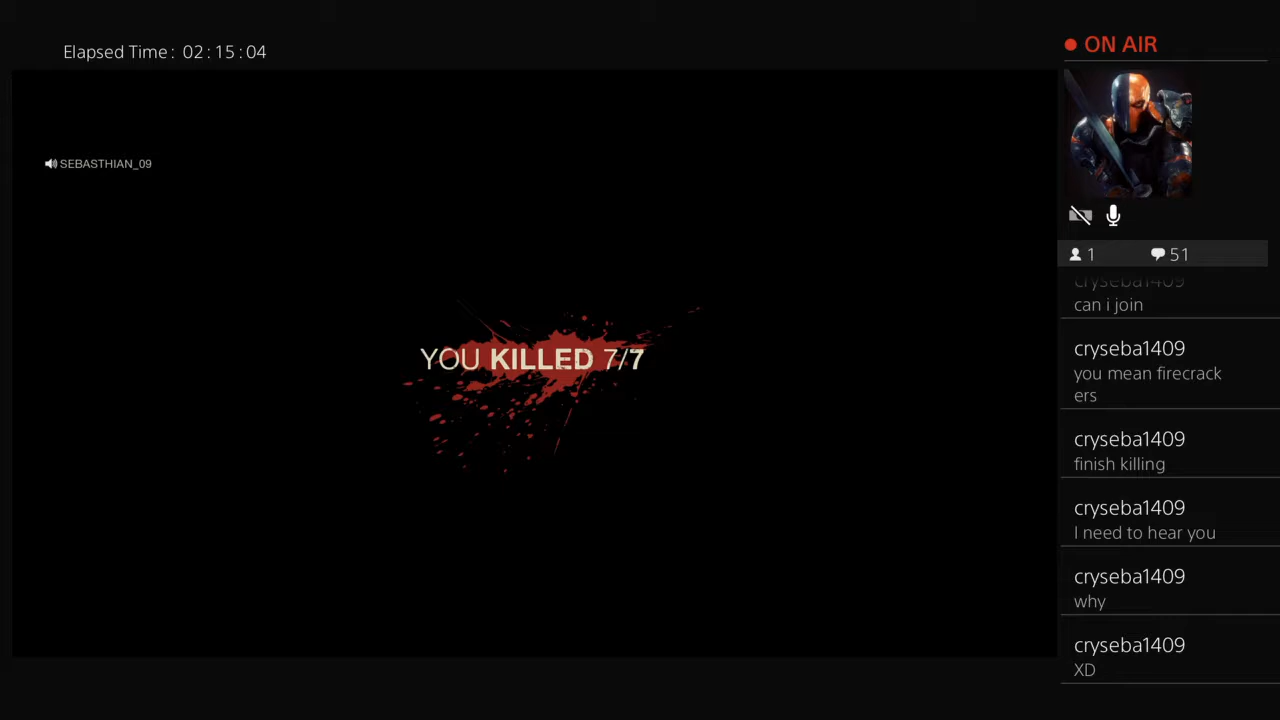 Elapsed Time: 02:15:04
ON AIR
SEBASTHIAN_09
YOU KILLED 7/7
1 51
cryseba1409
can i join
cryseba1409
you mean firecrack
ers
cryseba1409
finish killing
cryseba1409
I need to hear you
cryseba1409
why
cryseba1409
XD